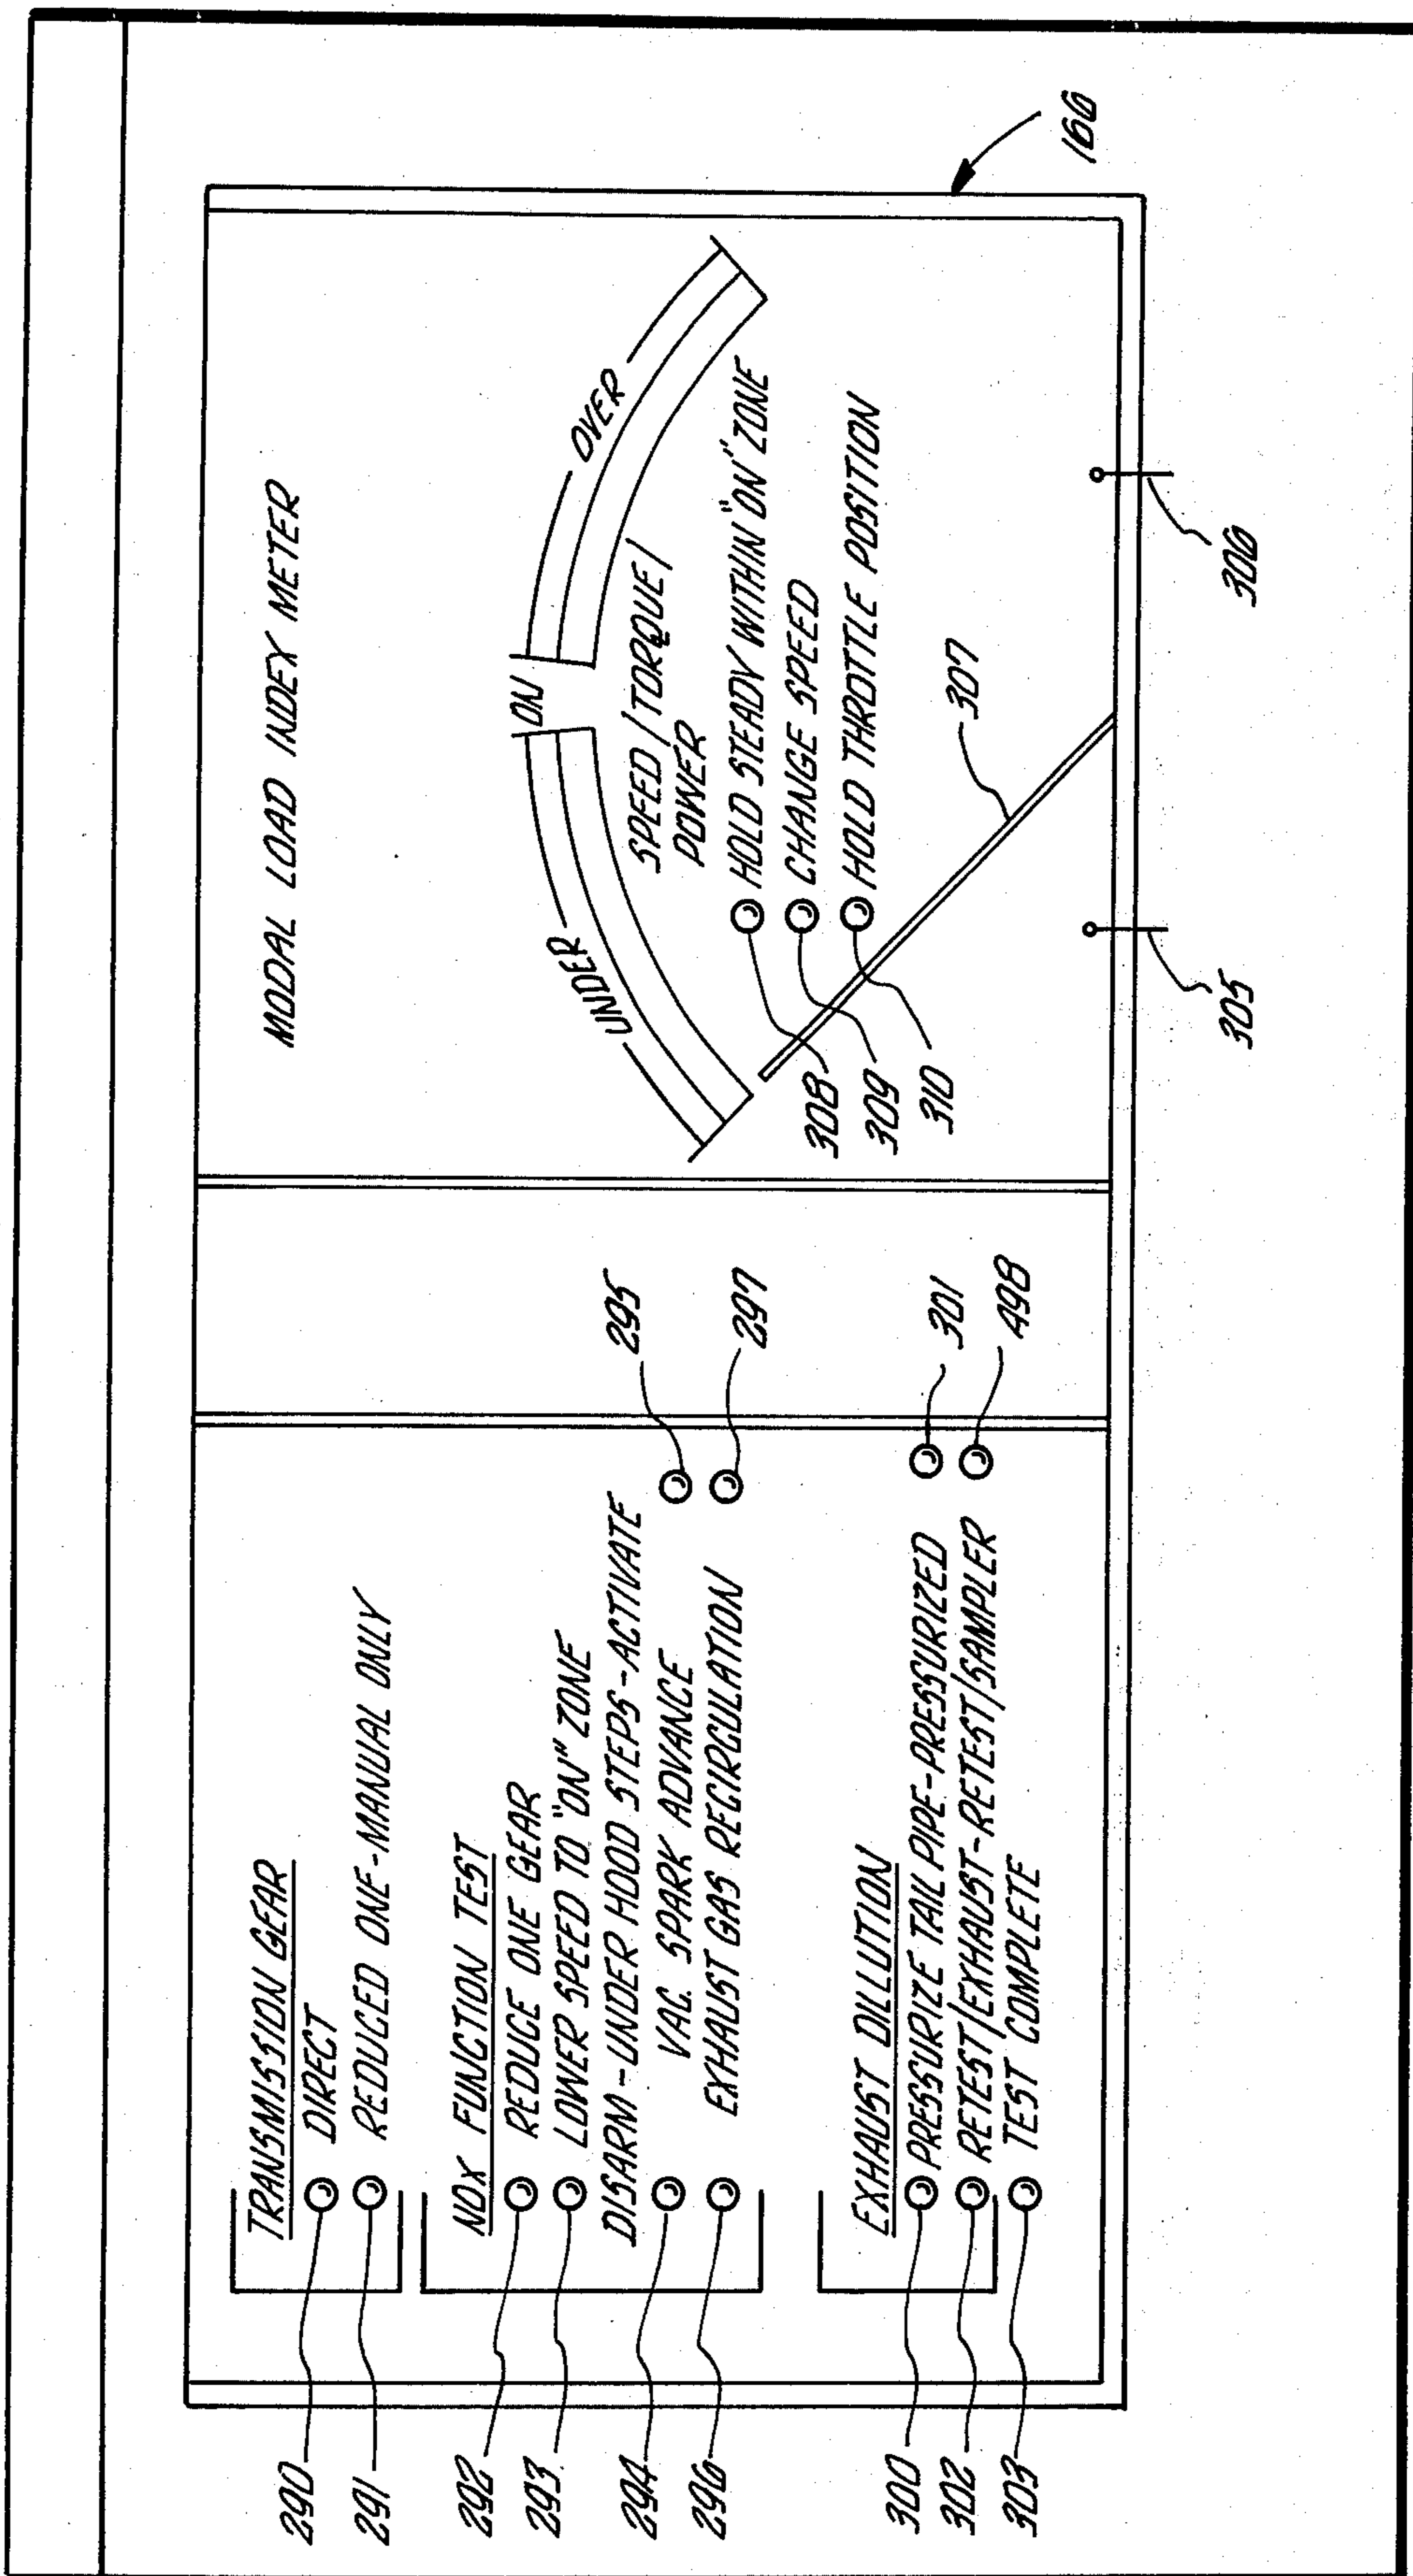 TRANSMISSION GEAR
290
DIRECT
291
REDUCED ONE-MANUAL ONLY
NOX FUNCTION TEST
292
REDUCE ONE GEAR
293
LOWER SPEED TO "ON" ZONE
DISARM-UNDER HOOD STEPS-ACTIVATE
294
VAC. SPARK ADVANCE
295
296
EXHAUST GAS RECIRCULATION
297
EXHAUST DILLUTION
300
PRESSURIZE TAIL PIPE-PRESSURIZED
301
302
RETEST/EXHAUST-RETEST/SAMPLER
498
303
TEST COMPLETE
MODAL LOAD INDEX METER
UNDER
ON
OVER
SPEED/TORQUE/
POWER
HOLD STEADY WITHIN "ON" ZONE
CHANGE SPEED
HOLD THROTTLE POSITION
308
309
310
307
305
306
166